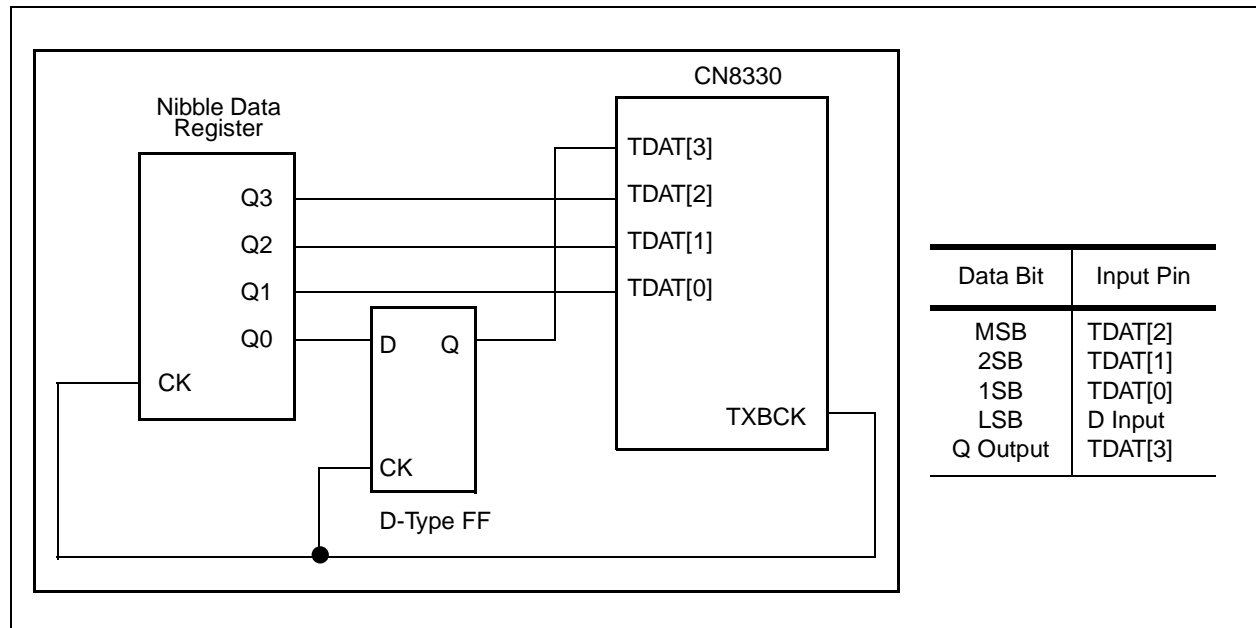 CN8330
Nibble Data
Register
TDAT[3]
Q3
TDAT[2]
Q2
TDAT[1]
Q1
TDAT[0]
Q0
D Q
CK
TXBCK
CK
D-Type FF
Data Bit Input Pin
MSB TDAT[2]
2SB TDAT[1]
1SB TDAT[0]
LSB D Input
Q Output TDAT[3]